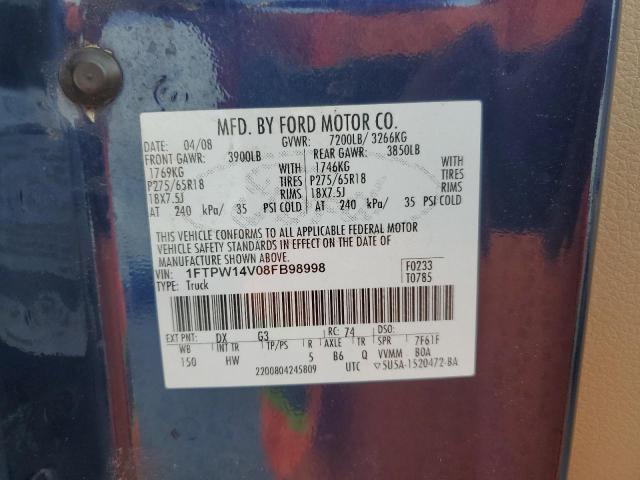 MFD. BY FORD MOTOR CO.
DATE: 04/08 GVWR: 7200LB/ 3266KG
FRONT GAWR: 3900LB REAR GAWR: 3850LB
1769KG WITH 1746KG WITH
P275/65R18 TIRES P275/65R18 TIRES
18X7.5J RIMS 18X7.5J RIMS
AT 240 kPa/ 35 PSI COLD AT 240 kPa/ 35 PSI COLD
THIS VEHICLE CONFORMS TO ALL APPLICABLE FEDERAL MOTOR
VEHICLE SAFETY STANDARDS IN EFFECT ON THE DATE OF
MANUFACTURE SHOWN ABOVE.
VIN: 1FTPW14V08FB98998 F0233
TYPE: Truck T0785
EXT PNT: DX G3 RC: 74 DSO:
WB INT TR TP/PS R AXLE TR SPR 7F61F
150 HW 5 B6 Q VVMM BOA
2200804245809 UTC ▽5U5A-1520472-BA